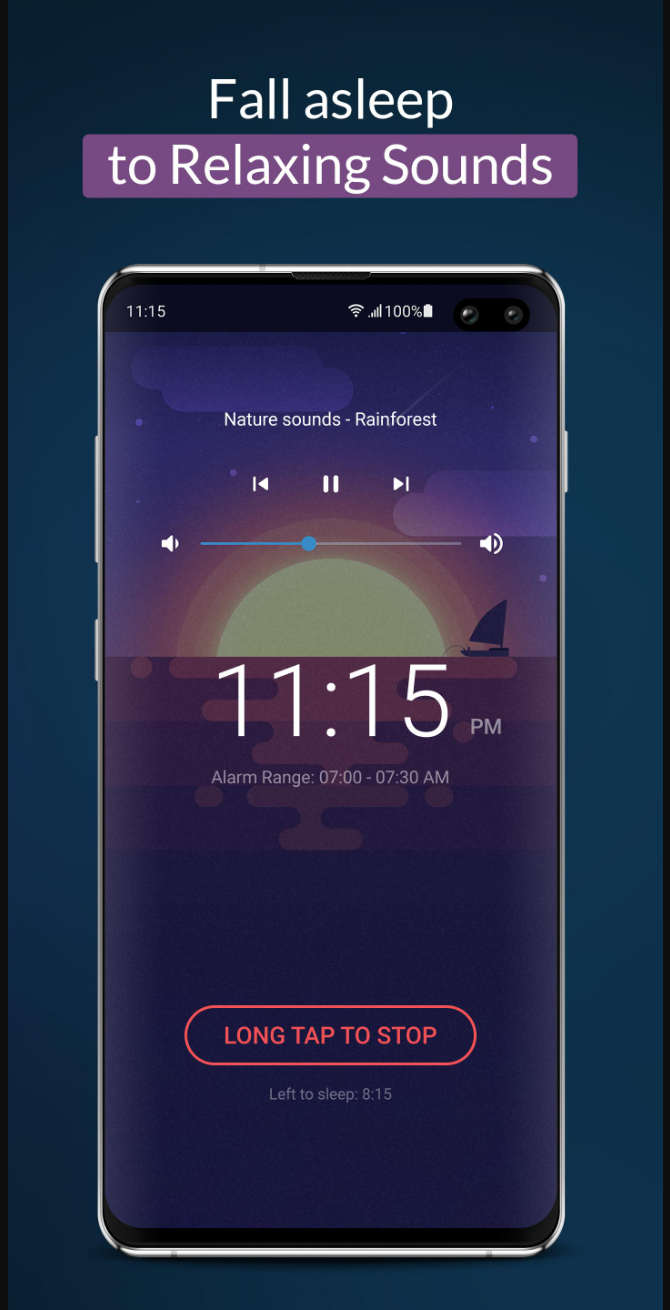 Fall asleep
to Relaxing Sounds
11:15 100%
Nature sounds - Rainforest
11:15 PM
Alarm Range: 07:00 - 07:30 AM
LONG TAP TO STOP
Left to sleep: 8:15